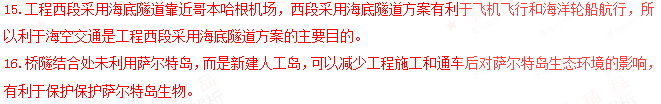 15. 工程西段采用海底隧道靠近哥本哈根机场，西段采用海底隧道方案有利于飞机飞行和海洋轮船航行，所
以利于海空交通是工程西段采用海底隧道方案的主要目的。
16. 桥隧结合处未利用萨尔特岛，而是新建人工岛，可以减少工程施工和通车后对萨尔特岛生态环境的影响，
有利于保护保护萨尔特岛生物。